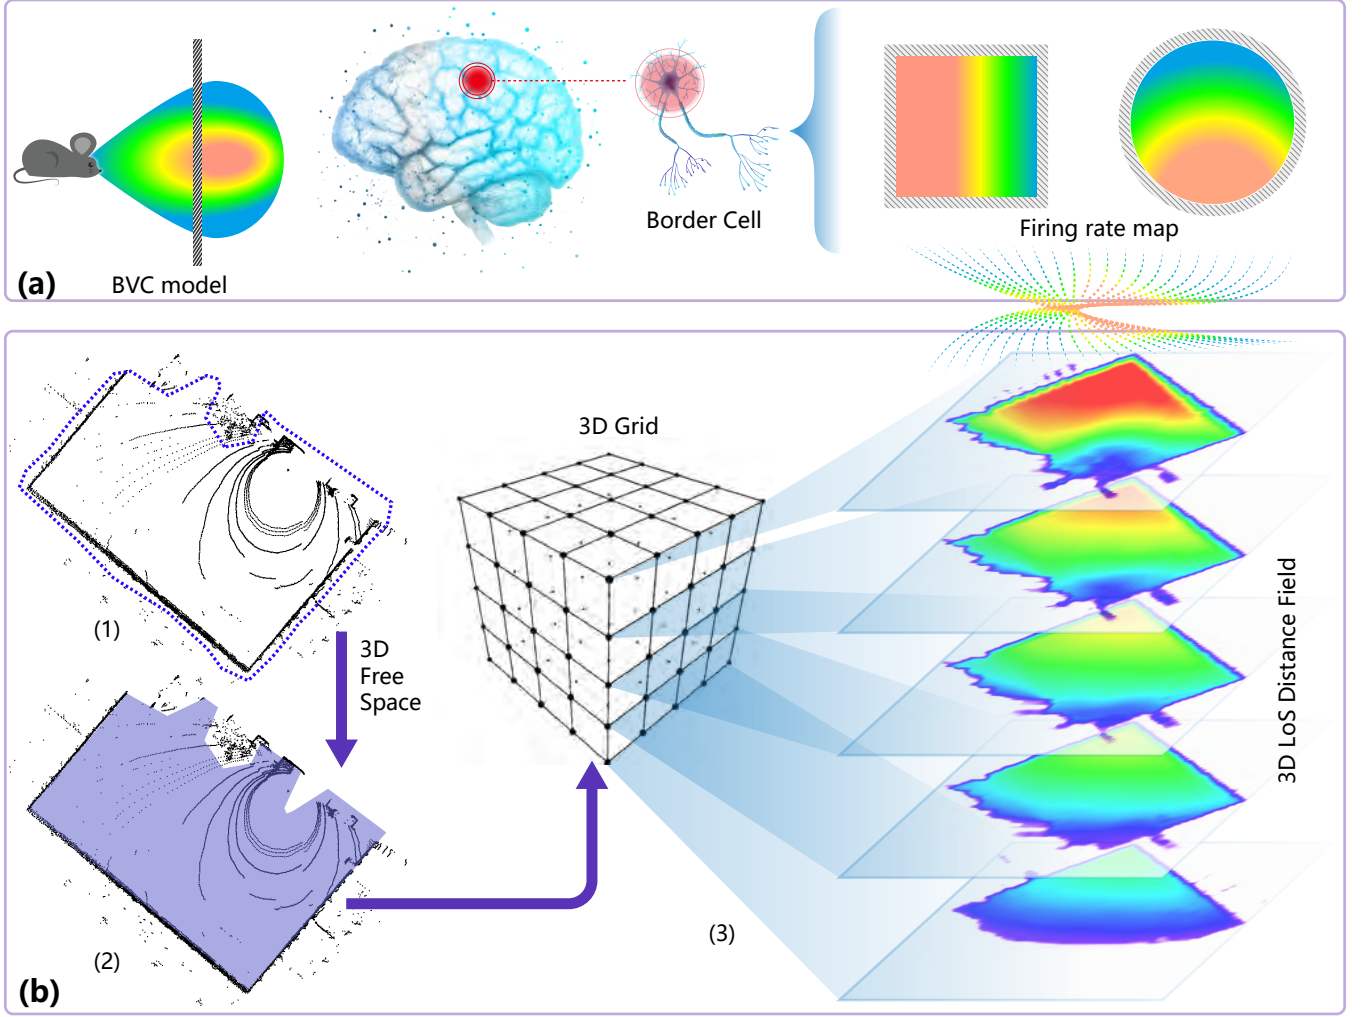 Border Cell
Firing rate map
(a)
BVC model
3D Grid
(1)
3D
Free
Space
3D LoS Distance Field
(2)
(3)
(b)